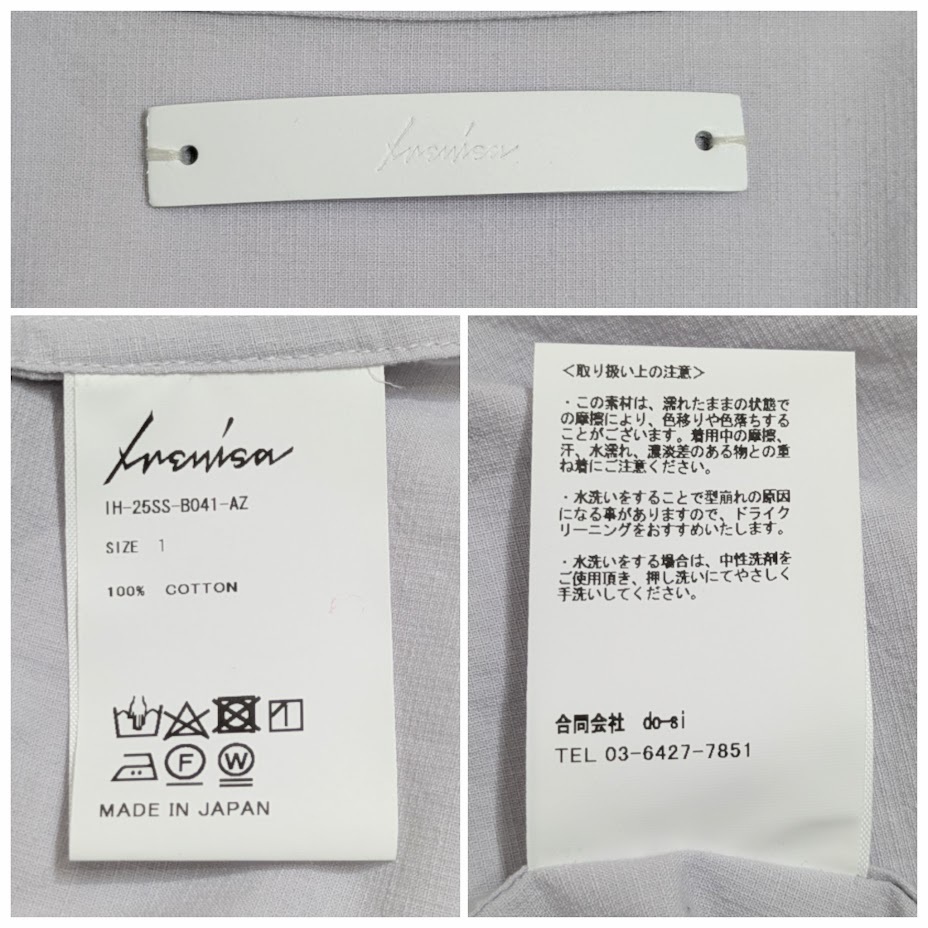 Irenisa
Irenisa
IH-25SS-B041-AZ
SIZE 1
100% COTTON
F
W
MADE IN JAPAN
<取り扱い上の注意>
・この素材は、濡れたままの状態で
の摩擦により、色移りや色落ちする
ことがございます。着用中の摩擦、
汗、水濡れ、濃淡差のある物との重
ね着にご注意ください。
・水洗いをすることで型崩れの原因
になる事がありますので、ドライク
リーニングをおすすめいたします。
・水洗いをする場合は、中性洗剤を
ご使用頂き、押し洗いにてやさしく
手洗いしてください。
合同会社 do-si
TEL 03-6427-7851